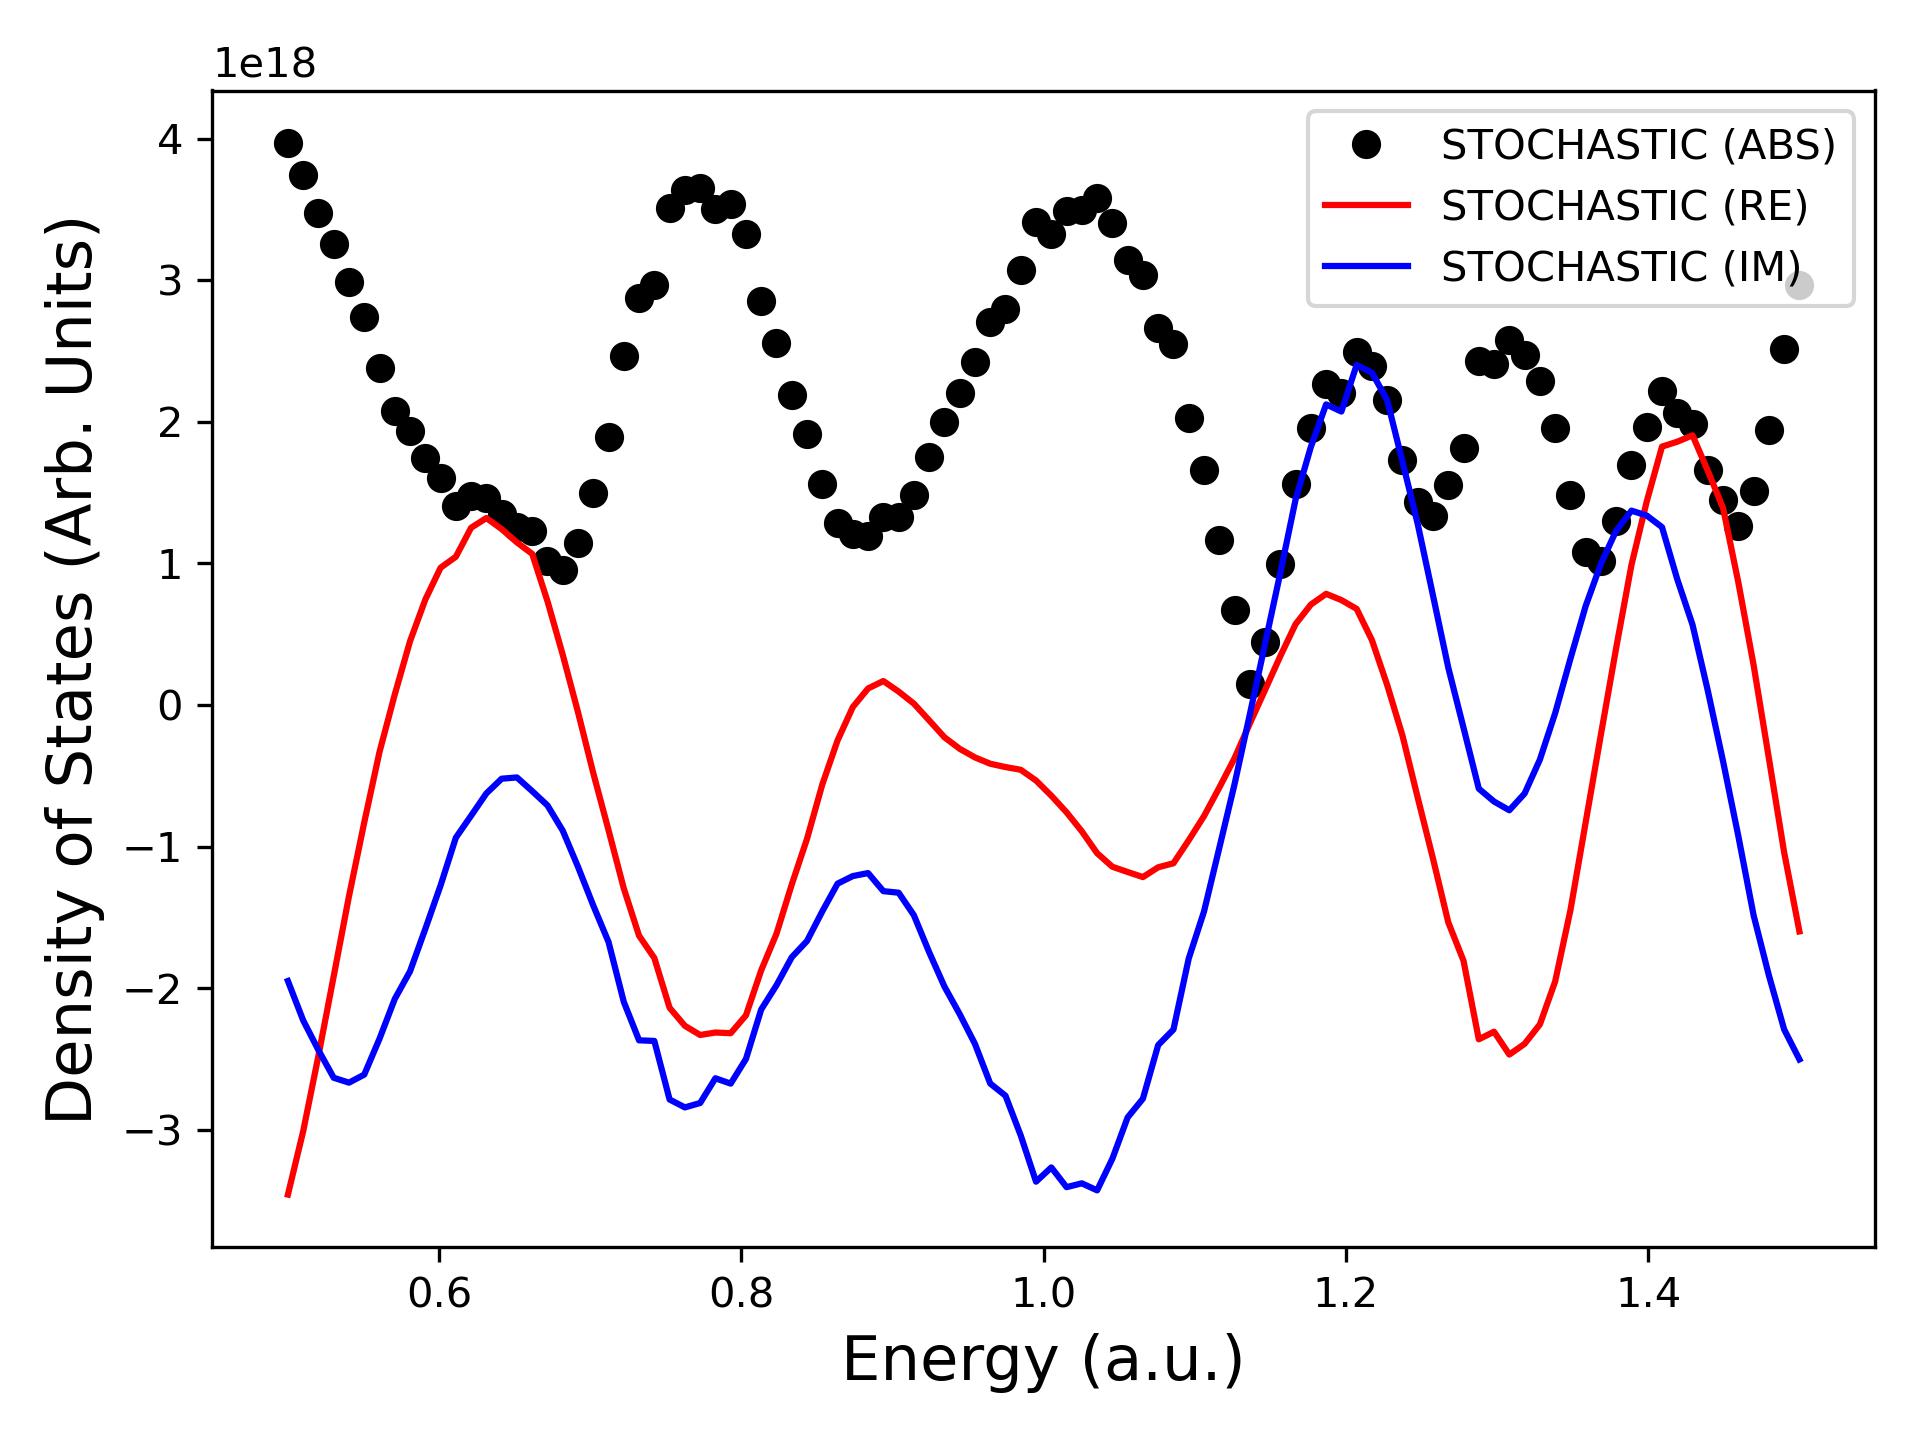 1e18
4
3
2
1
0
−1
−2
−3
Density of States (Arb. Units)
STOCHASTIC (ABS)
STOCHASTIC (RE)
STOCHASTIC (IM)
0.6 0.8 1.0 1.2 1.4
Energy (a.u.)